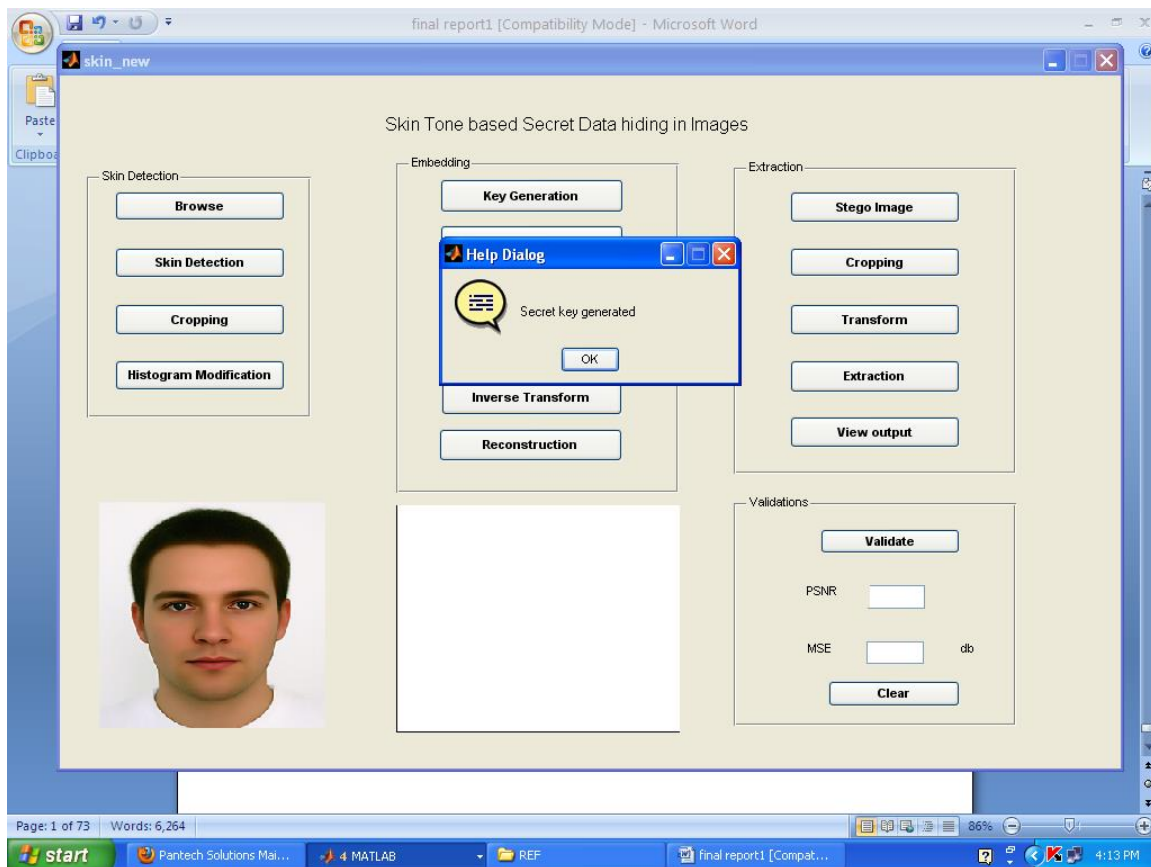 final report1 [Compatibility Mode] - Microsoft Word
skin_new
Paste
Skin Tone based Secret Data hiding in Images
Skin Detection
Browse
Skin Detection
Cropping
Histogram Modification
Embedding
Key Generation
Inverse Transform
Reconstruction
Help Dialog
Secret key generated
OK
Extraction
Stego Image
Cropping
Transform
Extraction
View output
Validations
Validate
PSNR
MSE db
Clear
Page: 1 of 73 Words: 6,264 86%
start Pantech Solutions Mai... 4 MATLAB REF final report1 [Compat... 4:13 PM